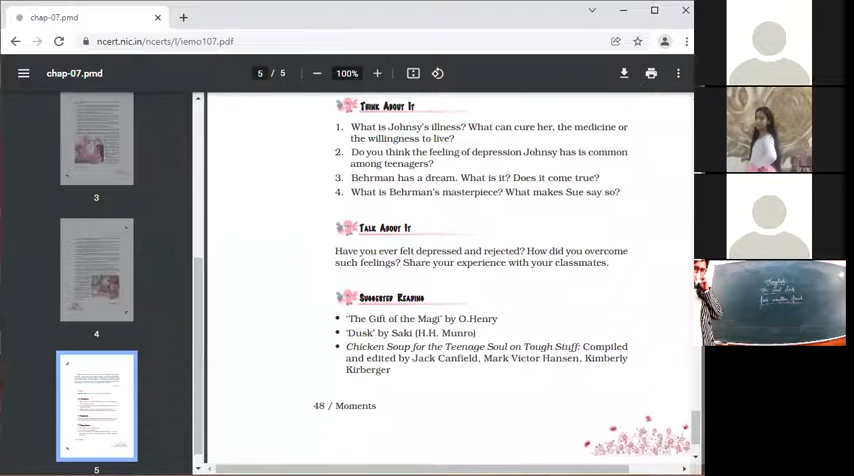 chap-07.pmd
ncert.nic.in/ncerts/l/iemo107.pdf
chap-07.pmd
5 / 5
100%
3
4
5
Think About It
1. What is Johnsy's illness? What can cure her, the medicine or
the willingness to live?
2. Do you think the feeling of depression Johnsy has is common
among teenagers?
3. Behrman has a dream. What is it? Does it come true?
4. What is Behrman's masterpiece? What makes Sue say so?
Talk About It
Have you ever felt depressed and rejected? How did you overcome
such feelings? Share your experience with your classmates.
Suggested Reading
• 'The Gift of the Magi' by O.Henry
• 'Dusk' by Saki (H.H. Munro)
• Chicken Soup for the Teenage Soul on Tough Stuff: Compiled
and edited by Jack Canfield, Mark Victor Hansen, Kimberly
Kirberger
48 / Moments
English